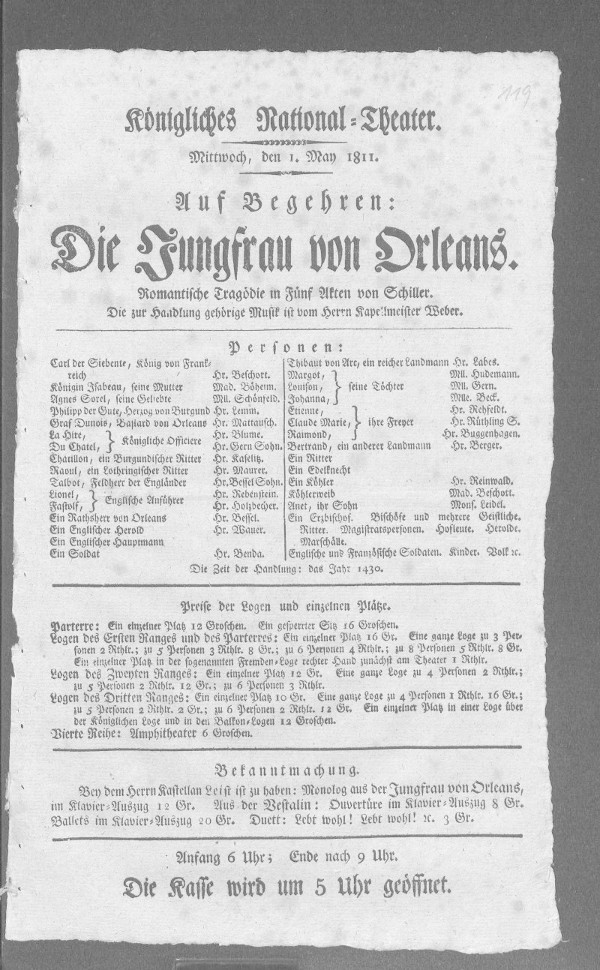 119
Königliches National-Theater.
Mittwoch, den 1. May 1811.
Auf Begehren:
Die Jungfrau von Orleans.
Romantische Tragödie in Fünf Akten von Schiller.
Die zur Handlung gehörige Musik ist vom Herrn Kapellmeister Weber.
Personen:
Carl der Siebente, König von Frank-
reich Hr. Beschort.
Königin Isabeau, seine Mutter Mad. Böheim.
Agnes Sorel, seine Geliebte Mll. Schönfeld.
Philipp der Gute, Herzog von Burgund Hr. Lemm.
Graf Dunois, Bastard von Orleans Hr. Mattausch.
La Hire, Hr. Blume.
Königliche Officiere
Du Chatel, Hr. Gern Sohn.
Chatillon, ein Burgundischer Ritter Hr. Kaselitz.
Raoul, ein Lothringischer Ritter Hr. Maurer.
Talbot, Feldherr der Engländer Hr. Bessel Sohn.
Lionel, Hr. Rebenstein.
Englische Anführer
Fastolf, Hr. Holzbecher.
Ein Rathsherr von Orleans Hr. Bessel.
Ein Englischer Herold Hr. Wauer.
Ein Englischer Hauptmann
Ein Soldat Hr. Benda.
Thibaut von Arc, ein reicher Landmann Hr. Labes.
Margot, Mll. Hudemann.
Louison, seine Töchter Mll. Gern.
Johanna, Mlle. Beck.
Etienne, Hr. Rehfeldt.
Claude Marie, ihre Freyer Hr. Rüthling S.
Raimond, Hr. Buggenhagen.
Bertrand, ein anderer Landmann Hr. Berger.
Ein Ritter
Ein Edelknecht
Ein Köhler Hr. Reinwald.
Köhlerweib Mad. Beschort.
Anet, ihr Sohn Mons. Leidel.
Ein Erzbischof. Bischöfe und mehrere Geistliche.
Ritter. Magistratspersonen. Hofleute. Herolde.
Marschälle.
Englische und Französische Soldaten. Kinder. Volk ꝛc.
Die Zeit der Handlung: das Jahr 1430.
Preise der Logen und einzelnen Plätze.
Parterre: Ein einzelner Platz 12 Groschen. Ein gesperrter Sitz 16 Groschen.
Logen des Ersten Ranges und des Parterres: Ein einzelner Platz 16 Gr. Eine ganze Loge zu 3 Per-
sonen 2 Rthlr.; zu 5 Personen 3 Rthlr. 8 Gr.; zu 6 Personen 4 Rthlr.; zu 8 Personen 5 Rthlr. 8 Gr.
Ein einzelner Platz in der sogenannten Fremden-Loge rechter Hand zunächst am Theater 1 Rthlr.
Logen des Zweyten Ranges: Ein einzelner Platz 12 Gr. Eine ganze Loge zu 4 Personen 2 Rthlr.;
zu 5 Personen 2 Rthlr. 12 Gr.; zu 6 Personen 3 Rthlr.
Logen des Dritten Ranges: Ein einzelner Platz 10 Gr. Eine ganze Loge zu 4 Personen 1 Rthlr. 16 Gr.;
zu 5 Personen 2 Rthlr. 2 Gr.; zu 6 Personen 2 Rthlr. 12 Gr. Ein einzelner Platz in einer Loge über
der Königlichen Loge und in den Balkon-Logen 12 Groschen.
Vierte Reihe: Amphitheater 6 Groschen.
Bekanntmachung.
Bey dem Herrn Kastellan Leist ist zu haben: Monolog aus der Jungfrau von Orleans,
im Klavier-Auszug 12 Gr. Aus der Vestalin: Ouvertüre im Klavier-Auszug 8 Gr.
Ballets im Klavier-Auszug 20 Gr. Duett: Lebt wohl! Lebt wohl! ꝛc. 3 Gr.
Anfang 6 Uhr; Ende nach 9 Uhr.
Die Kasse wird um 5 Uhr geöffnet.